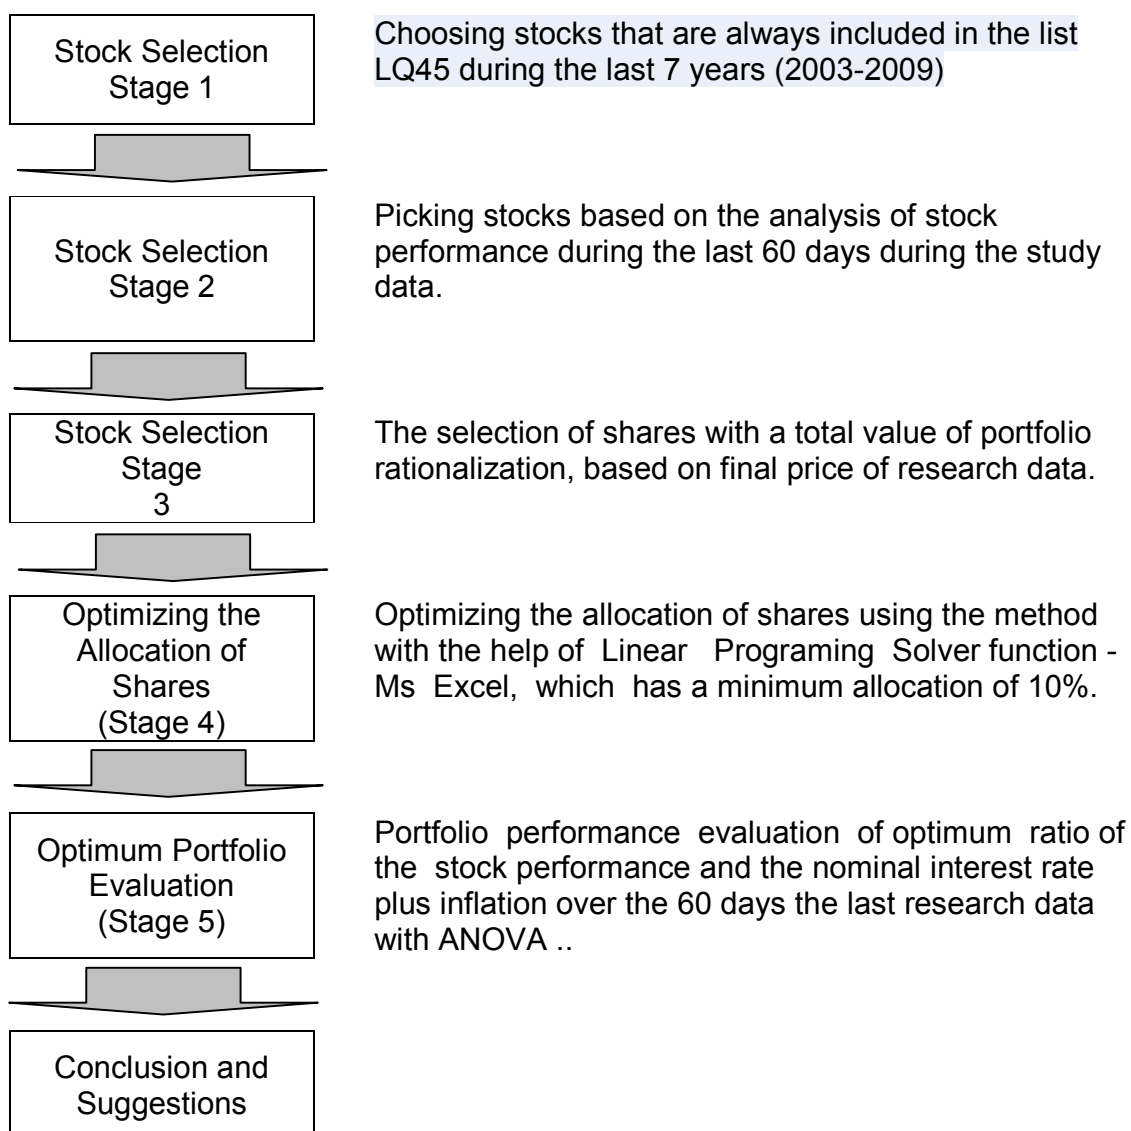 Stock Selection
Stage 1
Choosing stocks that are always included in the list
LQ45 during the last 7 years (2003-2009)
Stock Selection
Stage 2
Picking stocks based on the analysis of stock
performance during the last 60 days during the study
data.
Stock Selection
Stage
3
The selection of shares with a total value of portfolio
rationalization, based on final price of research data.
Optimizing the
Allocation of
Shares
(Stage 4)
Optimizing the allocation of shares using the method
with the help of Linear Programing Solver function -
Ms Excel, which has a minimum allocation of 10%.
Optimum Portfolio
Evaluation
(Stage 5)
Portfolio performance evaluation of optimum ratio of
the stock performance and the nominal interest rate
plus inflation over the 60 days the last research data
with ANOVA ..
Conclusion and
Suggestions